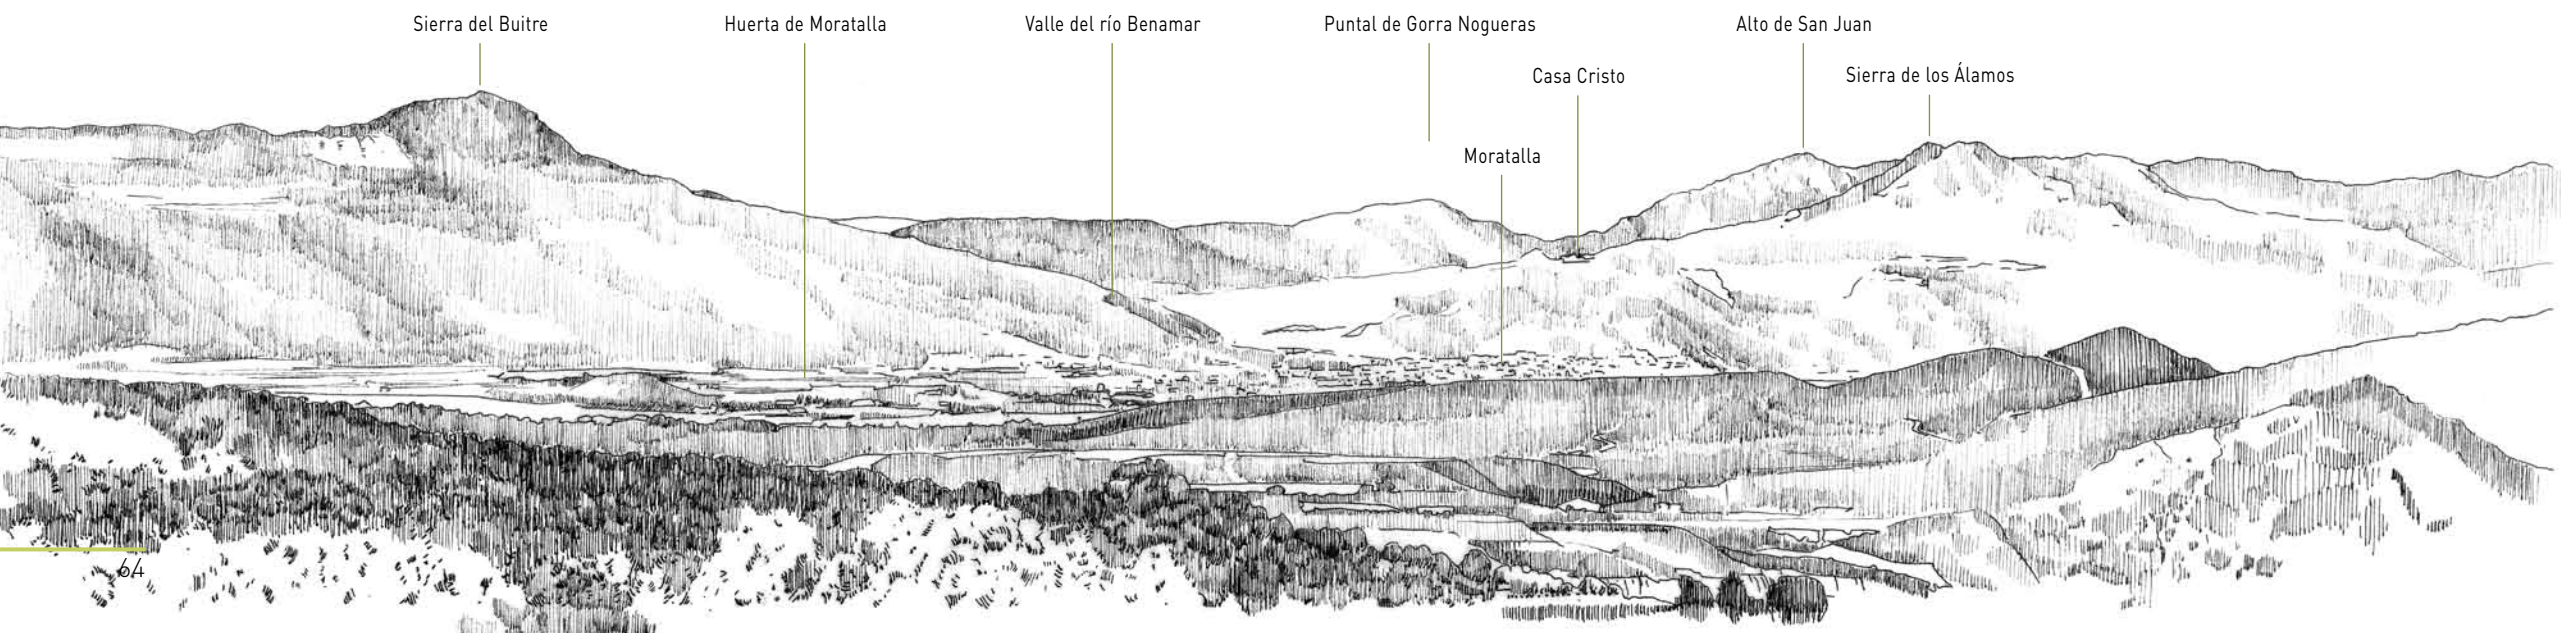 Sierra del Buitre
Huerta de Moratalla
Valle del río Benamar
Puntal de Gorra Nogueras
Alto de San Juan
Casa Cristo
Sierra de los Álamos
Moratalla
64